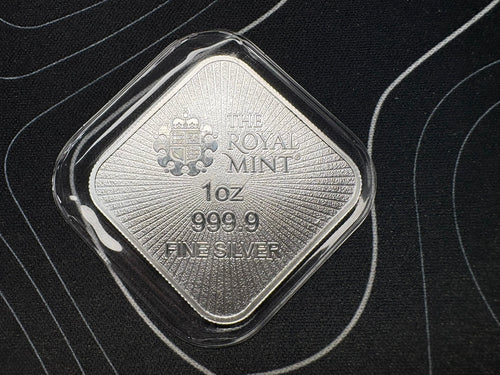 THE
ROYAL
MINT®
1oz
999.9
FINE SILVER